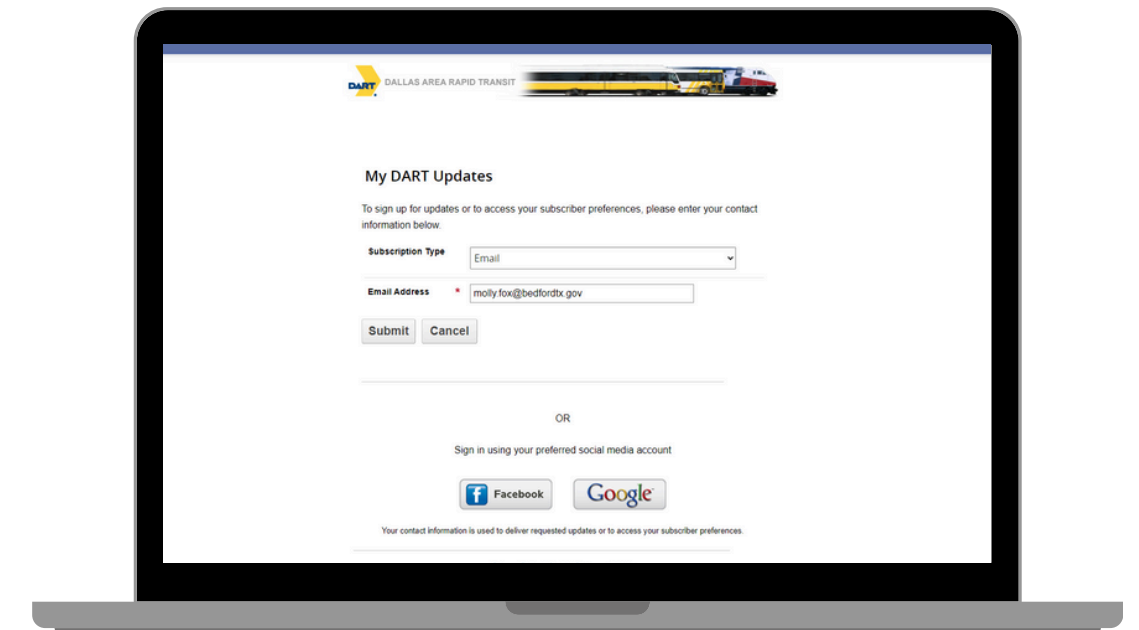 DART
DALLAS AREA RAPID TRANSIT
My DART Updates
To sign up for updates or to access your subscriber preferences, please enter your contact
information below.
Subscription Type
Email
Email Address * molly.fox@bedfordtx.gov
Submit Cancel
OR
Sign in using your preferred social media account
f Facebook Google
Your contact information is used to deliver requested updates or to access your subscriber preferences.